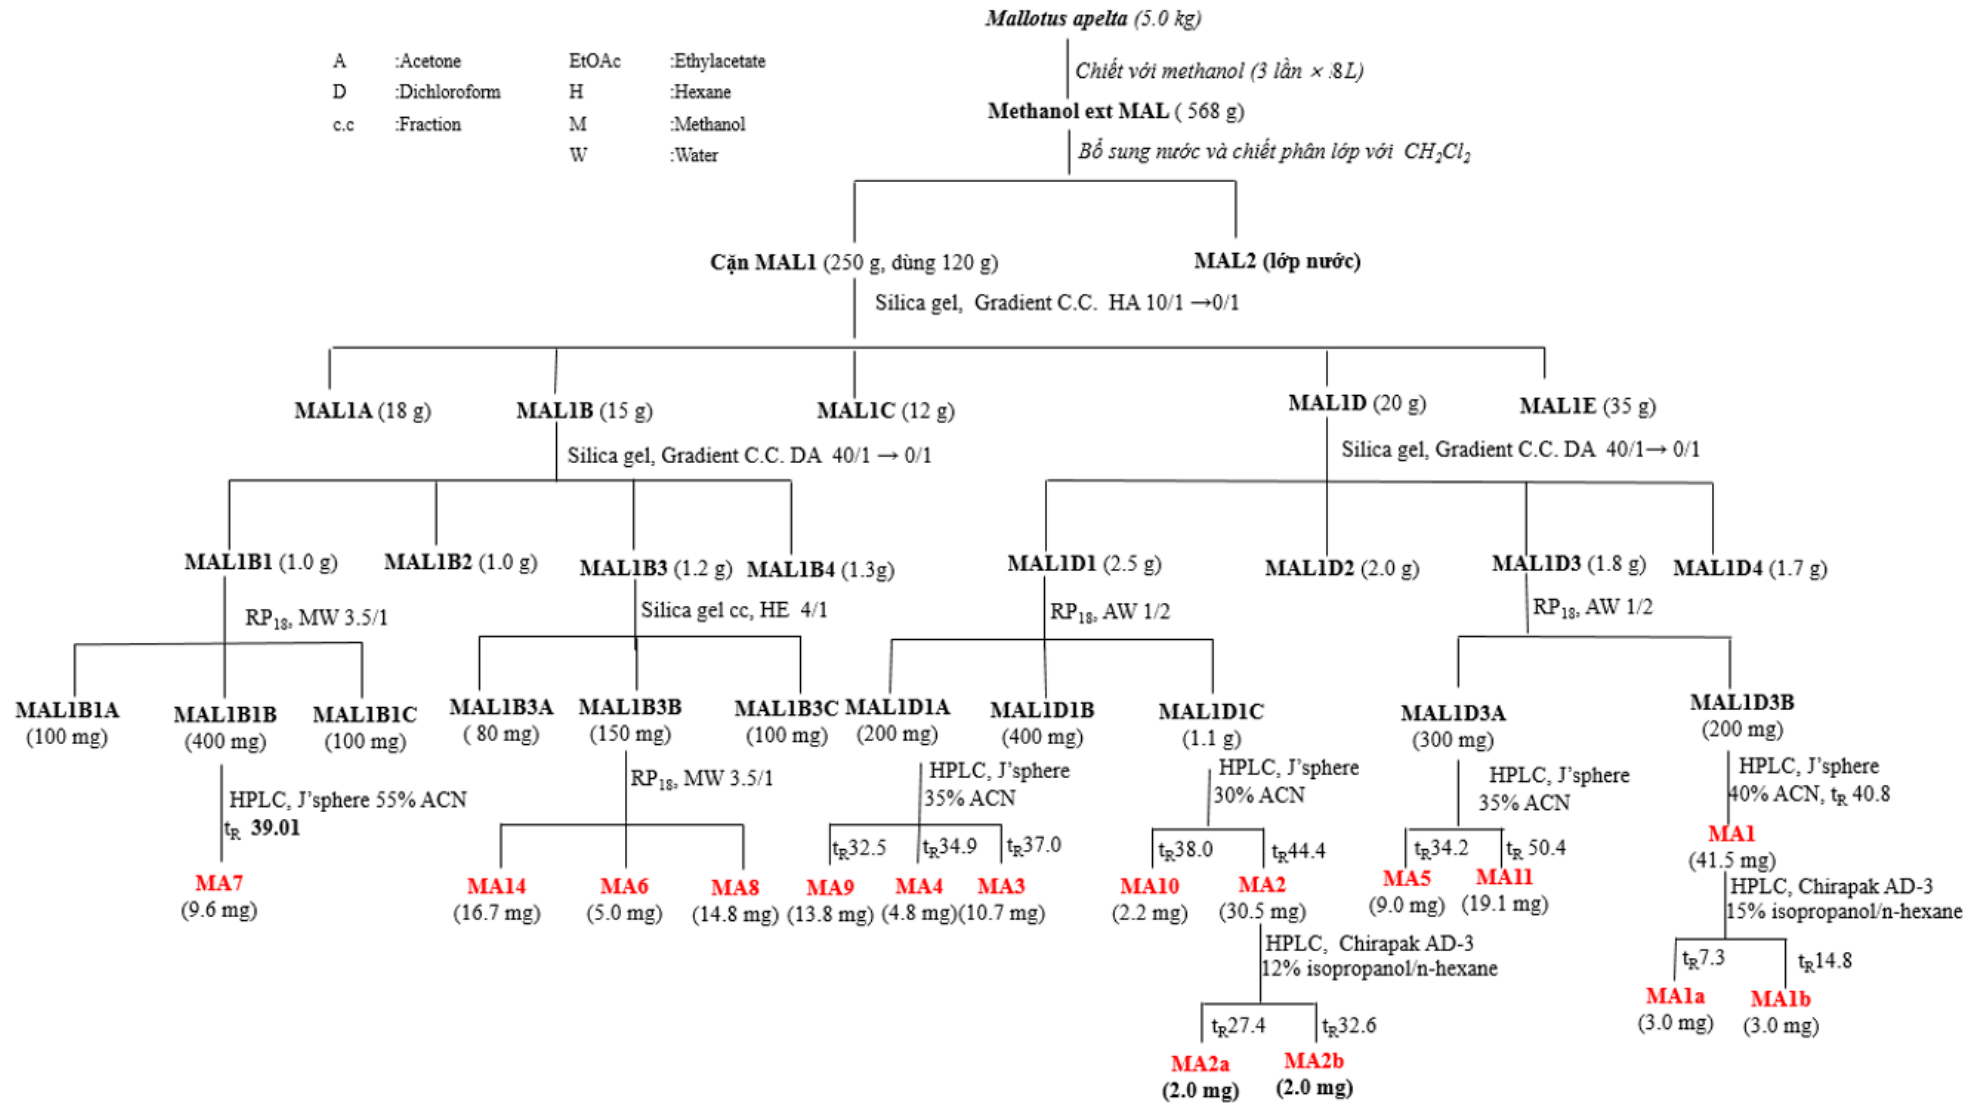 Mallotus apelta (5.0 kg)
A :Acetone EtOAc :Ethylacetate
D :Dichloroform H :Hexane
c.c :Fraction M :Methanol
W :Water
Chiết với methanol (3 lần × 8L)
Methanol ext MAL ( 568 g)
Bổ sung nước và chiết phân lớp với CH₂Cl₂
Cặn MAL1 (250 g, dùng 120 g)
MAL2 (lớp nước)
Silica gel, Gradient C.C. HA 10/1 →0/1
MAL1A (18 g) MAL1B (15 g) MAL1C (12 g) MAL1D (20 g) MAL1E (35 g)
Silica gel, Gradient C.C. DA 40/1 → 0/1
Silica gel, Gradient C.C. DA 40/1→ 0/1
MAL1B1 (1.0 g) MAL1B2 (1.0 g) MAL1B3 (1.2 g) MAL1B4 (1.3g) MAL1D1 (2.5 g) MAL1D2 (2.0 g) MAL1D3 (1.8 g) MAL1D4 (1.7 g)
RP₁₈, MW 3.5/1
Silica gel cc, HE 4/1
RP₁₈, AW 1/2
RP₁₈, AW 1/2
MAL1B1A MAL1B1B MAL1B1C MAL1B3A MAL1B3B MAL1B3C MAL1D1A MAL1D1B MAL1D1C MAL1D3A MAL1D3B
(100 mg) (400 mg) (100 mg) ( 80 mg) (150 mg) (100 mg) (200 mg) (400 mg) (1.1 g) (300 mg) (200 mg)
HPLC, J’sphere 55% ACN
tR 39.01
RP₁₈, MW 3.5/1
HPLC, J’sphere
35% ACN
HPLC, J’sphere
30% ACN
HPLC, J’sphere
35% ACN
HPLC, J’sphere
40% ACN, tR 40.8
tR32.5 tR34.9 tR37.0 tR38.0 tR44.4 tR34.2 tR 50.4
MA1
(41.5 mg)
MA7 MA14 MA6 MA8 MA9 MA4 MA3 MA10 MA2 MA5 MA11
(9.6 mg) (16.7 mg) (5.0 mg) (14.8 mg) (13.8 mg) (4.8 mg) (10.7 mg) (2.2 mg) (30.5 mg) (9.0 mg) (19.1 mg)
HPLC, Chirapak AD-3
15% isopropanol/n-hexane
HPLC, Chirapak AD-3
12% isopropanol/n-hexane
tR7.3 tR14.8
MA1a MA1b
(3.0 mg) (3.0 mg)
tR27.4 tR32.6
MA2a MA2b
(2.0 mg) (2.0 mg)